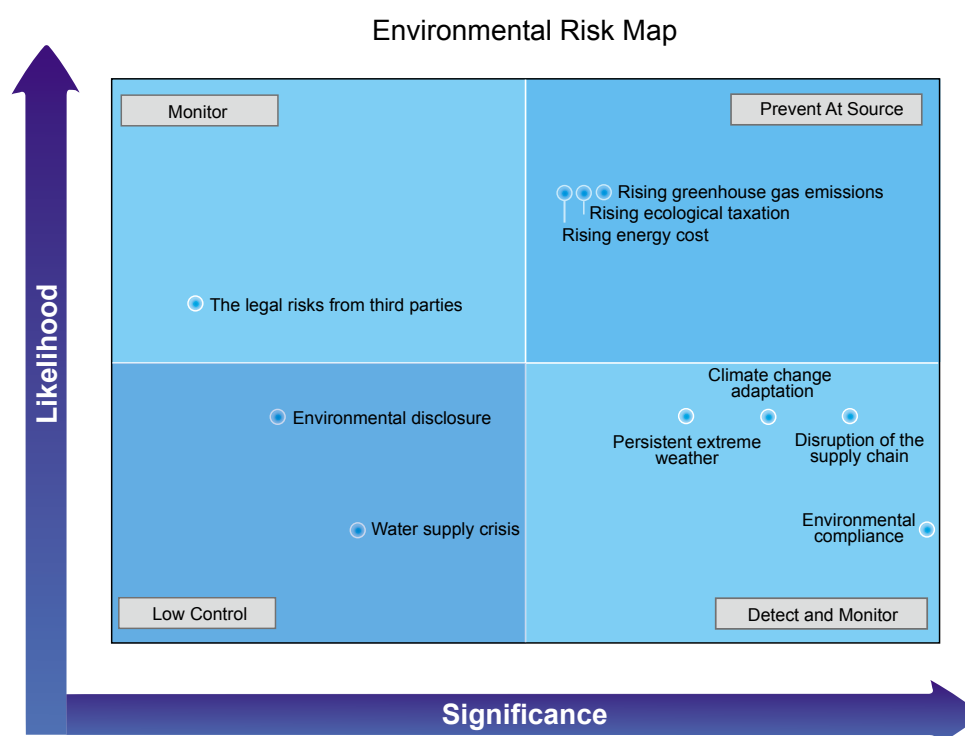 Environmental Risk Map
Monitor
Prevent At Source
Rising greenhouse gas emissions
Rising ecological taxation
Rising energy cost
The legal risks from third parties
Likelihood
Climate change
adaptation
Environmental disclosure
Persistent extreme
weather
Disruption of the
supply chain
Water supply crisis
Environmental
compliance
Low Control
Detect and Monitor
Significance